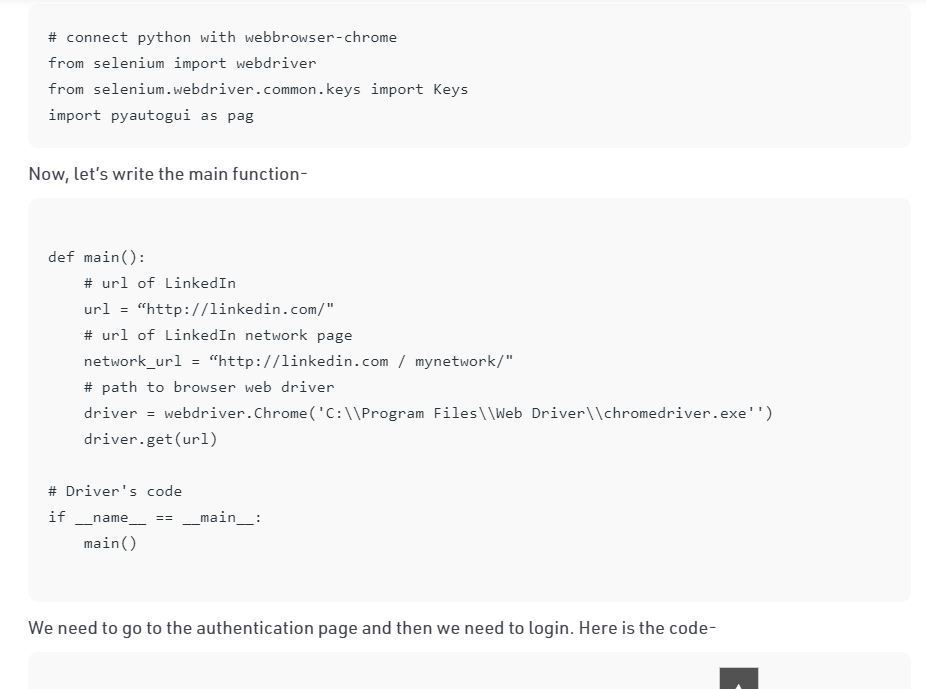 # connect python with webbrowser-chrome
from selenium import webdriver
from selenium.webdriver.common.keys import Keys
import pyautogui as pag
Now, let's write the main function-
def main():
    # url of LinkedIn
    url = “http://linkedin.com/"
    # url of LinkedIn network page
    network_url = “http://linkedin.com / mynetwork/"
    # path to browser web driver
    driver = webdriver.Chrome('C:\\Program Files\\Web Driver\\chromedriver.exe'')
    driver.get(url)
# Driver's code
if __name__ == __main__:
    main()
We need to go to the authentication page and then we need to login. Here is the code-